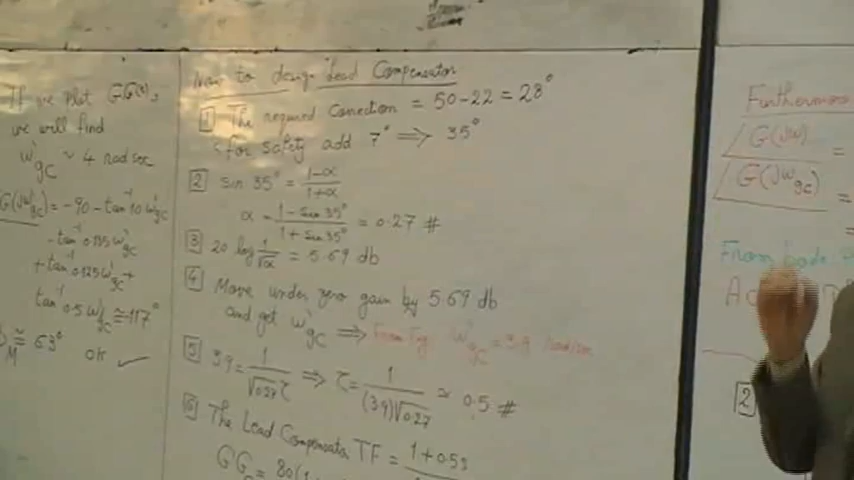 If we Plot GG(s),
we will find
ω'gc ~ 4 rad sec
G(jω'gc) = -90 - tan⁻¹ 10 ω'gc
- tan⁻¹ 0.135 ω'gc
+ tan⁻¹ 0.125 ω'gc +
tan⁻¹ 0.5 ω'gc ≅ -117°
M ≅ 63° ok ✓
to design Lead Compensator
1 The required Correction = 50-22 = 28°
for safety add 7° ⇒ 35°
2 sin 35° = 1-α / 1+α
α = 1 - sin 35° / 1 + sin 35° = 0.27 #
3 20 log 1/√α = 5.69 db
4 Move under zero gain by 5.69 db
and get ω'gc ⇒ From Fig ω'gc = 3.9 rad/sec
5 3.9 = 1/√0.27 τ ⇒ τ = 1/(3.9)√0.27 ≃ 0.5 #
6 The Lead Compensator TF = 1+0.5s
GGc = 80(1
Furthermore
G(jω) =
G(jωgc) =
=
From bode
2